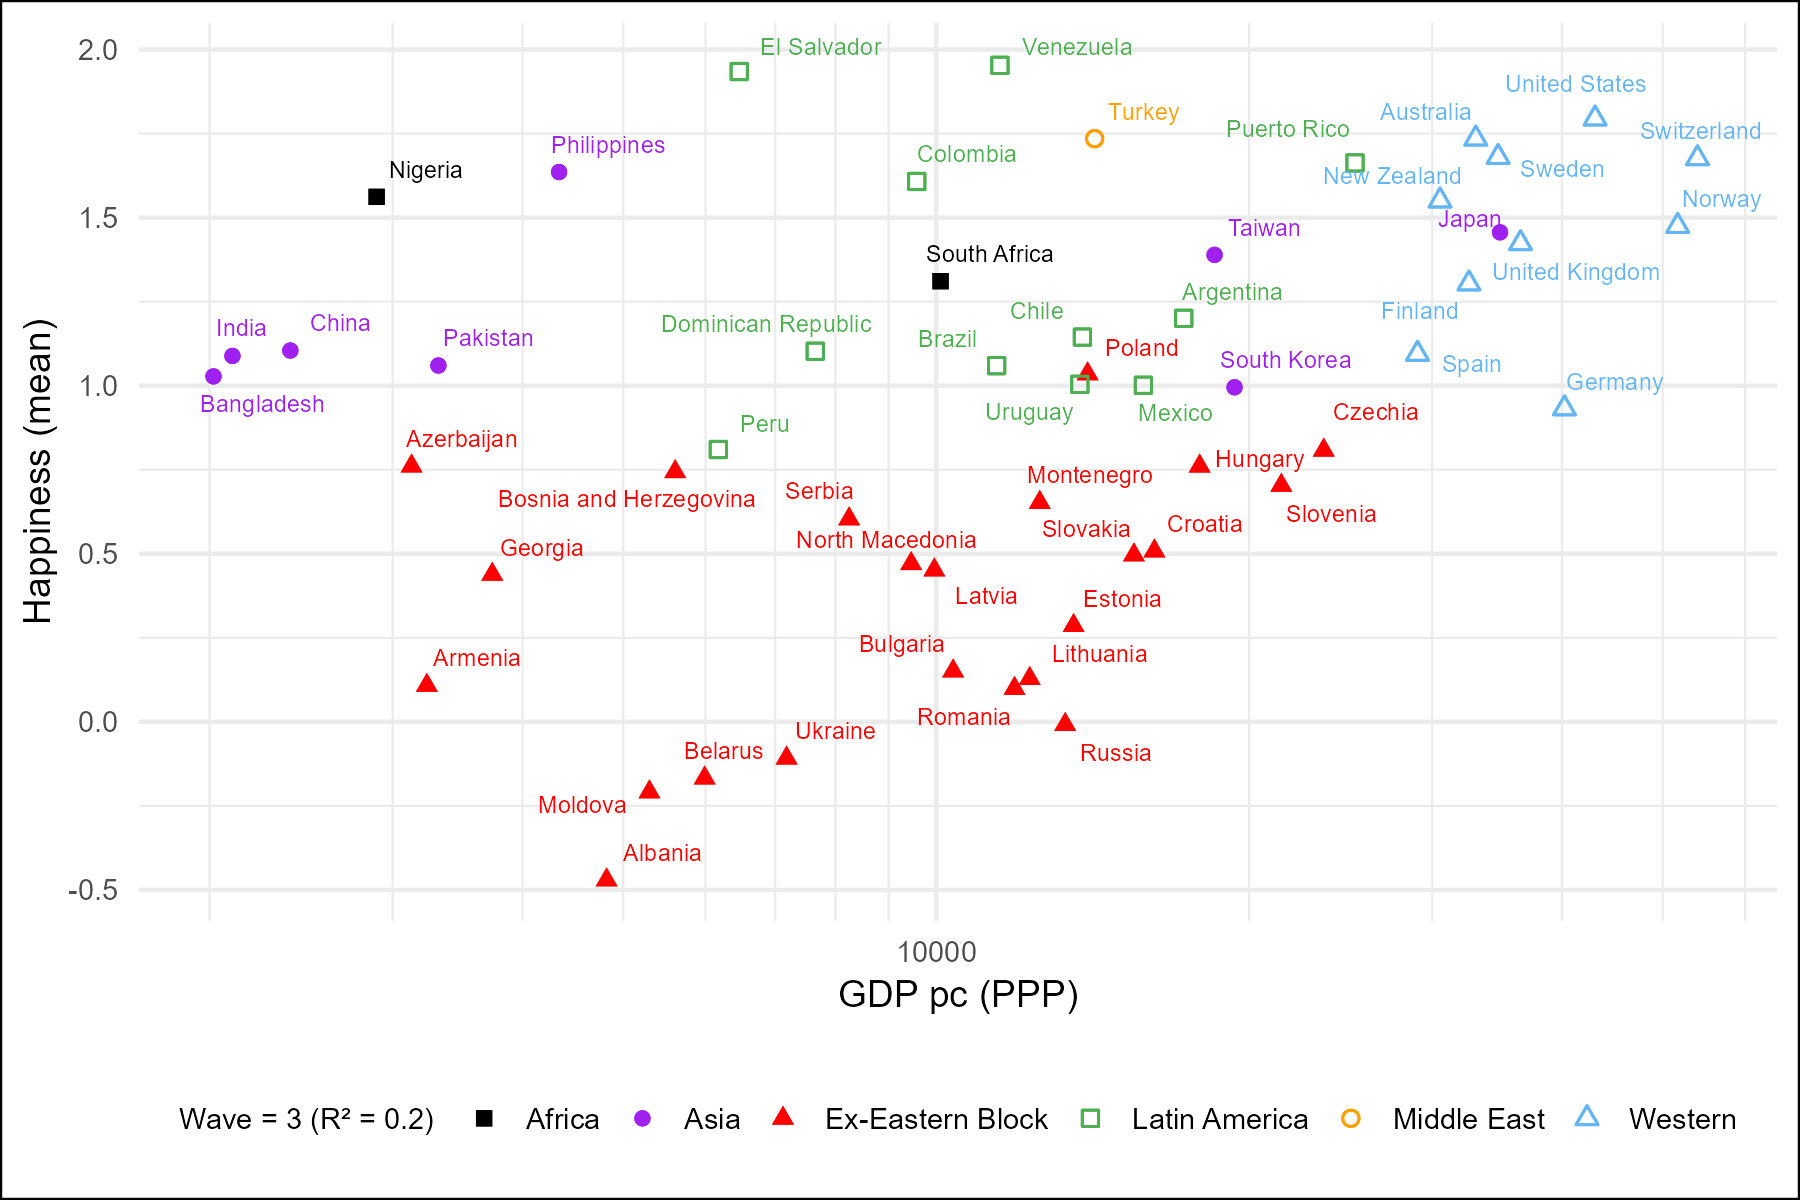 2.0
1.5
1.0
0.5
0.0
-0.5
Happiness (mean)
El Salvador
Venezuela
United States
Australia
Turkey
Puerto Rico
Switzerland
Philippines
Colombia
Nigeria
Sweden
New Zealand
Norway
Japan
Taiwan
South Africa
United Kingdom
Argentina
Chile
Finland
India
China
Dominican Republic
Pakistan
Brazil
Poland
South Korea
Spain
Germany
Bangladesh
Uruguay
Mexico
Czechia
Peru
Azerbaijan
Hungary
Montenegro
Serbia
Bosnia and Herzegovina
Slovenia
Croatia
Slovakia
North Macedonia
Georgia
Latvia
Estonia
Bulgaria
Lithuania
Armenia
Romania
Ukraine
Belarus
Russia
Moldova
Albania
10000
GDP pc (PPP)
Wave = 3 (R² = 0.2) Africa Asia Ex-Eastern Block Latin America Middle East Western